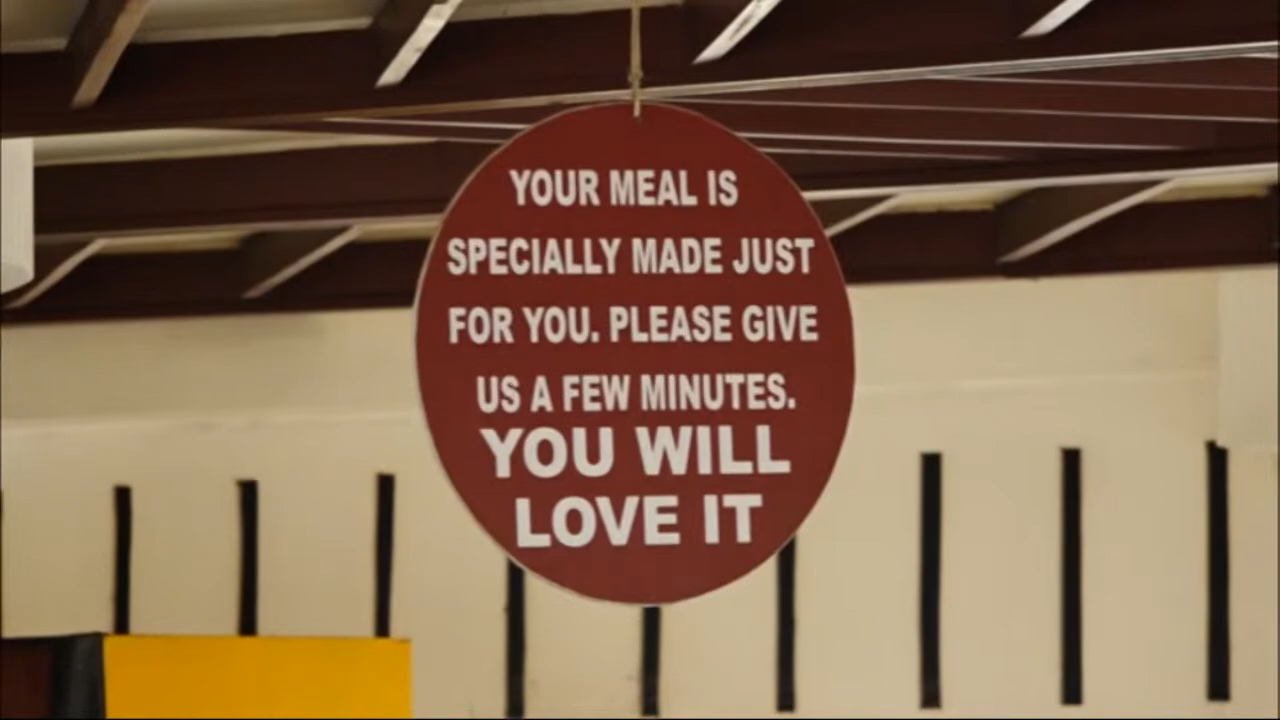 YOUR MEAL IS
SPECIALLY MADE JUST
FOR YOU. PLEASE GIVE
US A FEW MINUTES.
YOU WILL
LOVE IT